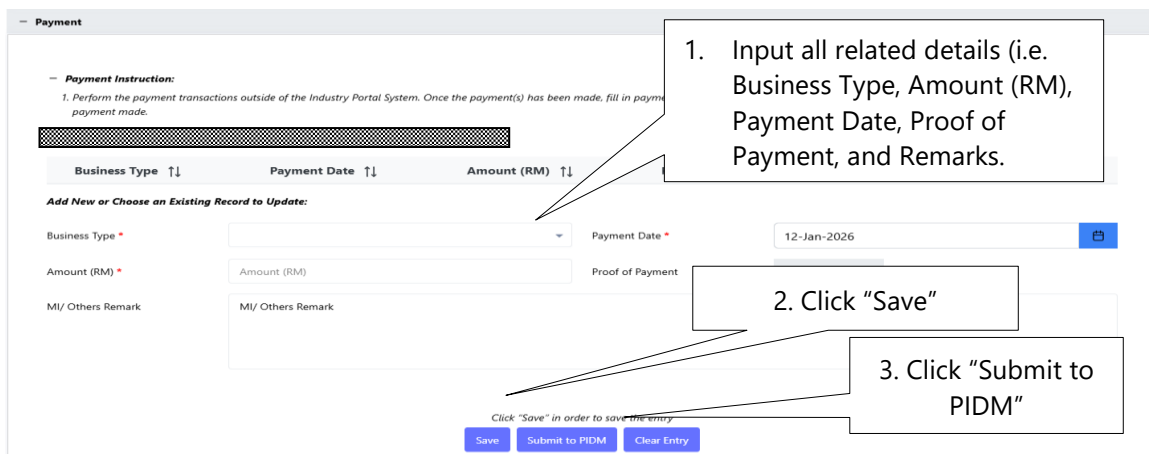 − Payment
1. Input all related details (i.e.
Business Type, Amount (RM),
Payment Date, Proof of
Payment, and Remarks.
− Payment Instruction:
1. Perform the payment transactions outside of the Industry Portal System. Once the payment(s) has been made, fill in
payment made.
Business Type ↑↓ Payment Date ↑↓ Amount (RM) ↑↓
Add New or Choose an Existing Record to Update:
Business Type * Payment Date * 12-Jan-2026
Amount (RM) * Amount (RM) Proof of Payment
2. Click “Save”
MI/ Others Remark MI/ Others Remark
3. Click “Submit to
PIDM”
Click “Save” in order to save the entry
Save Submit to PIDM Clear Entry